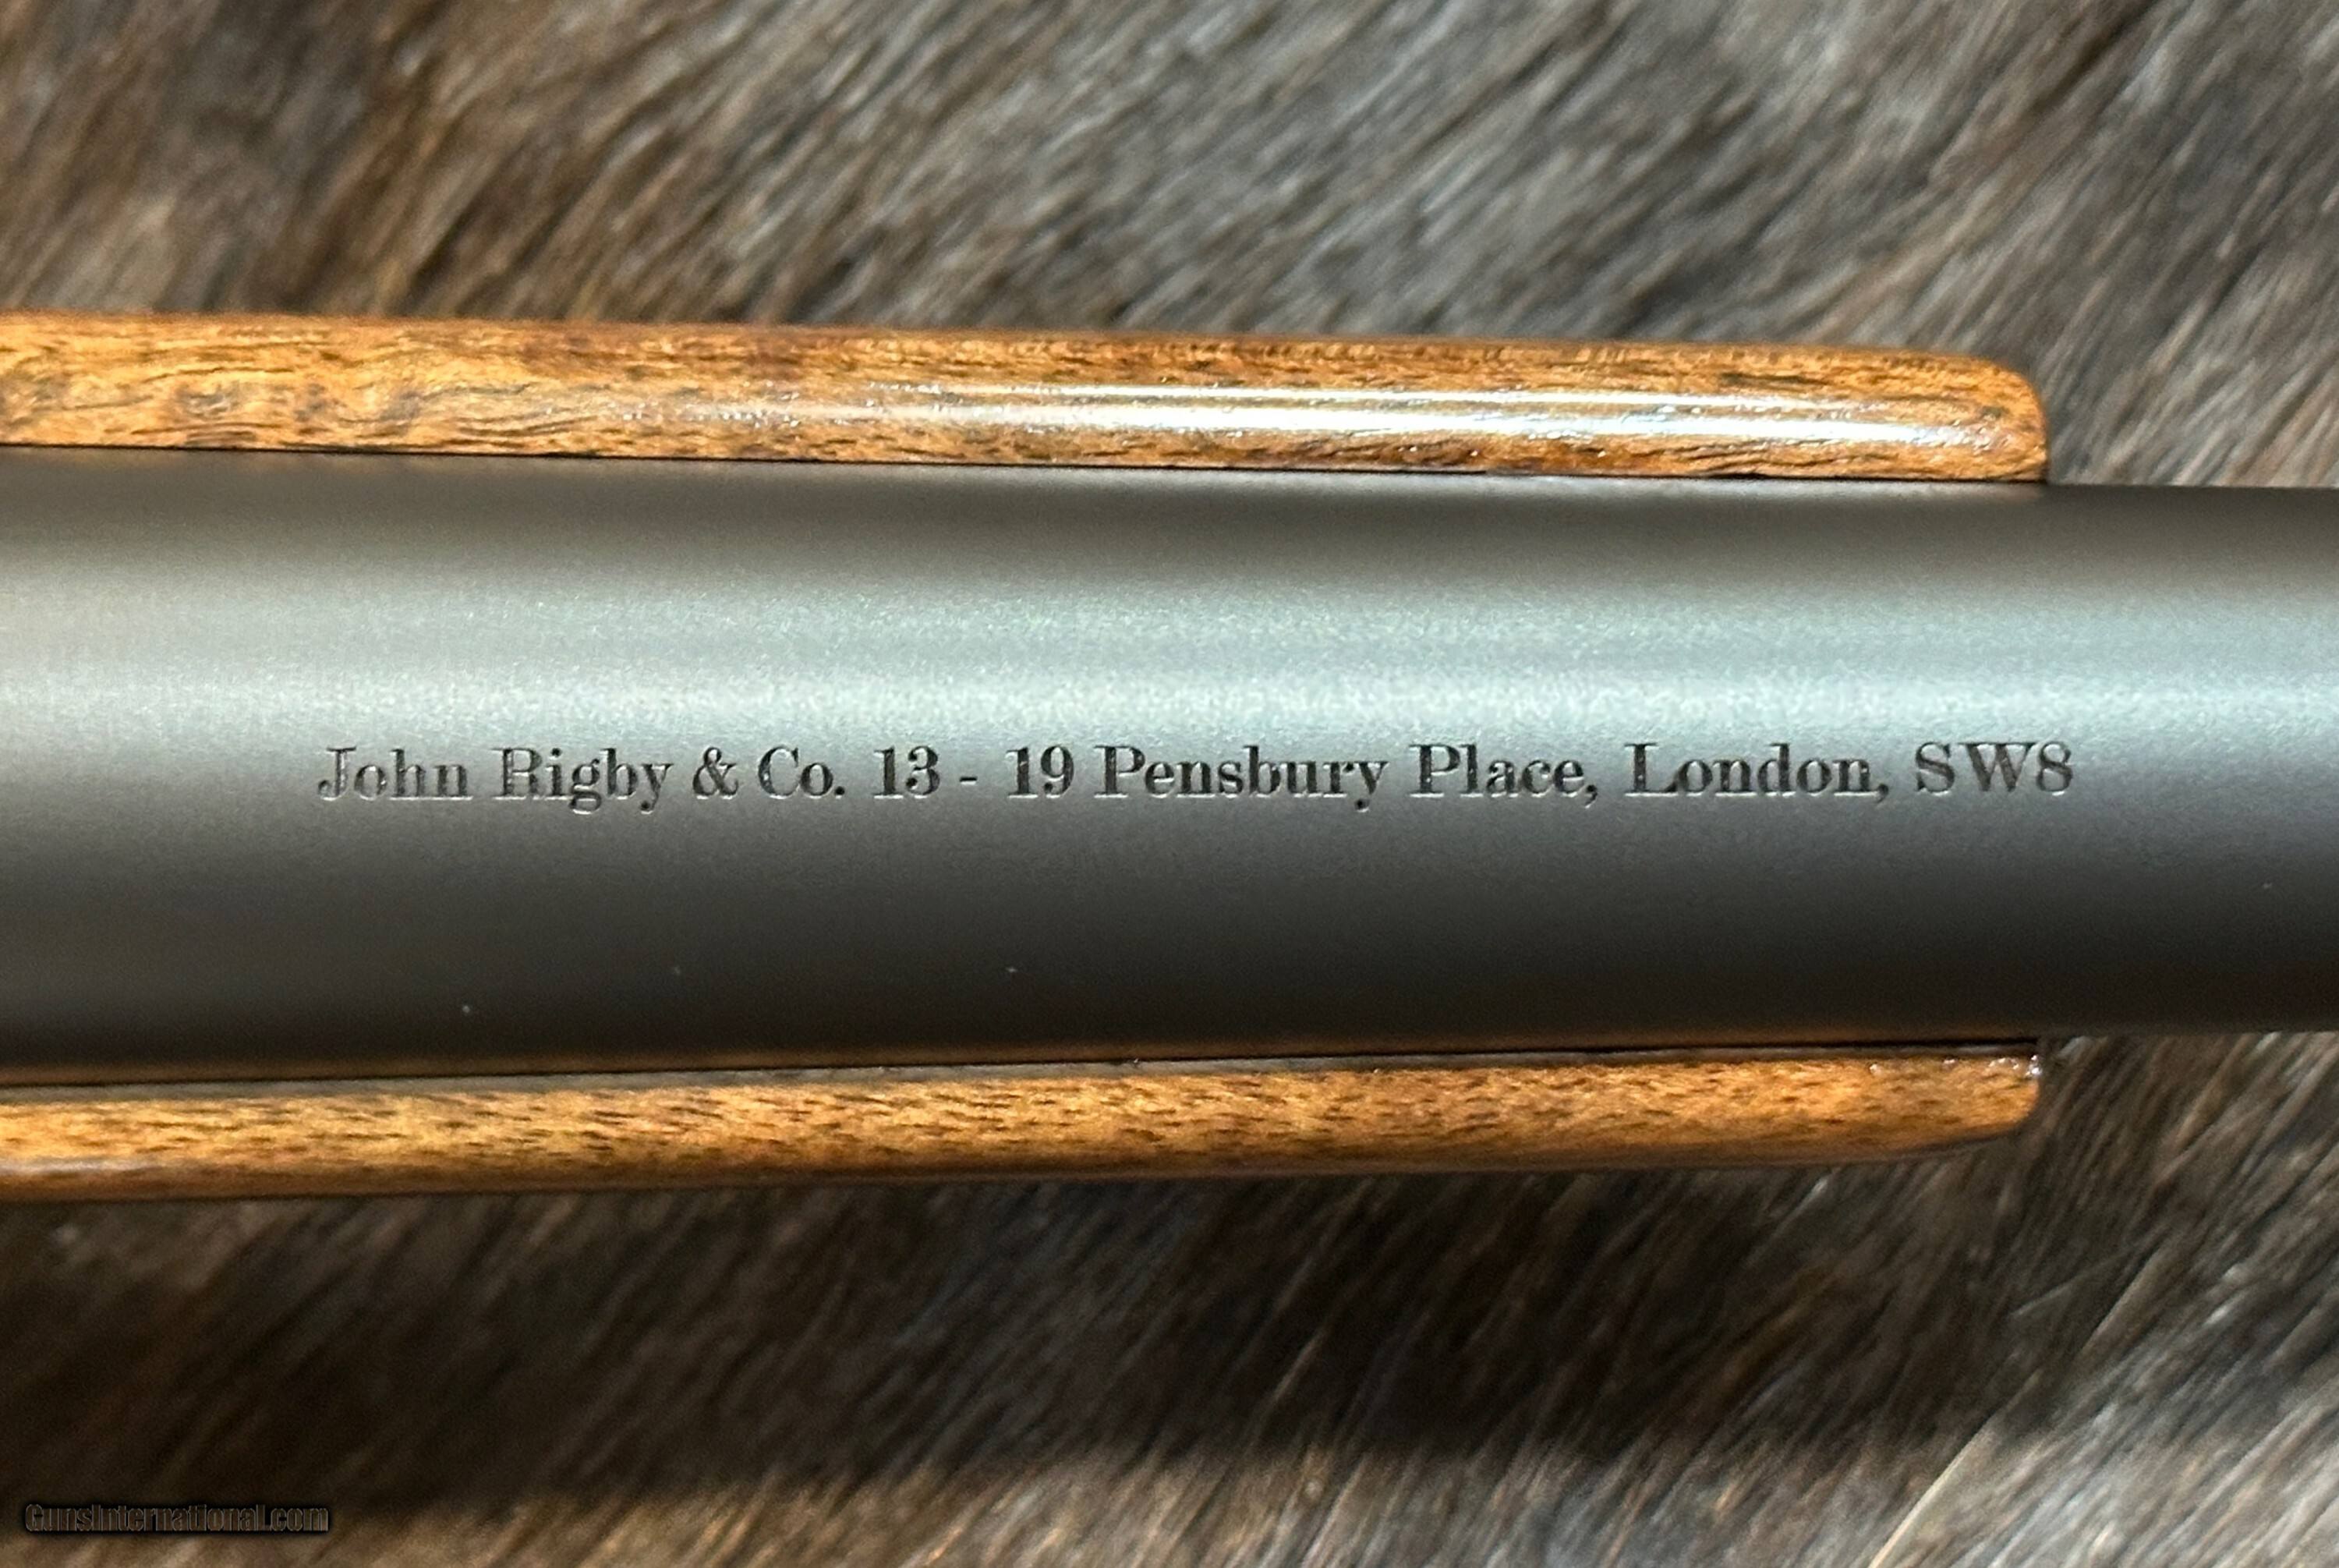 John Rigby & Co. 13 - 19 Pensbury Place, London, SW8
GunsInternational.com